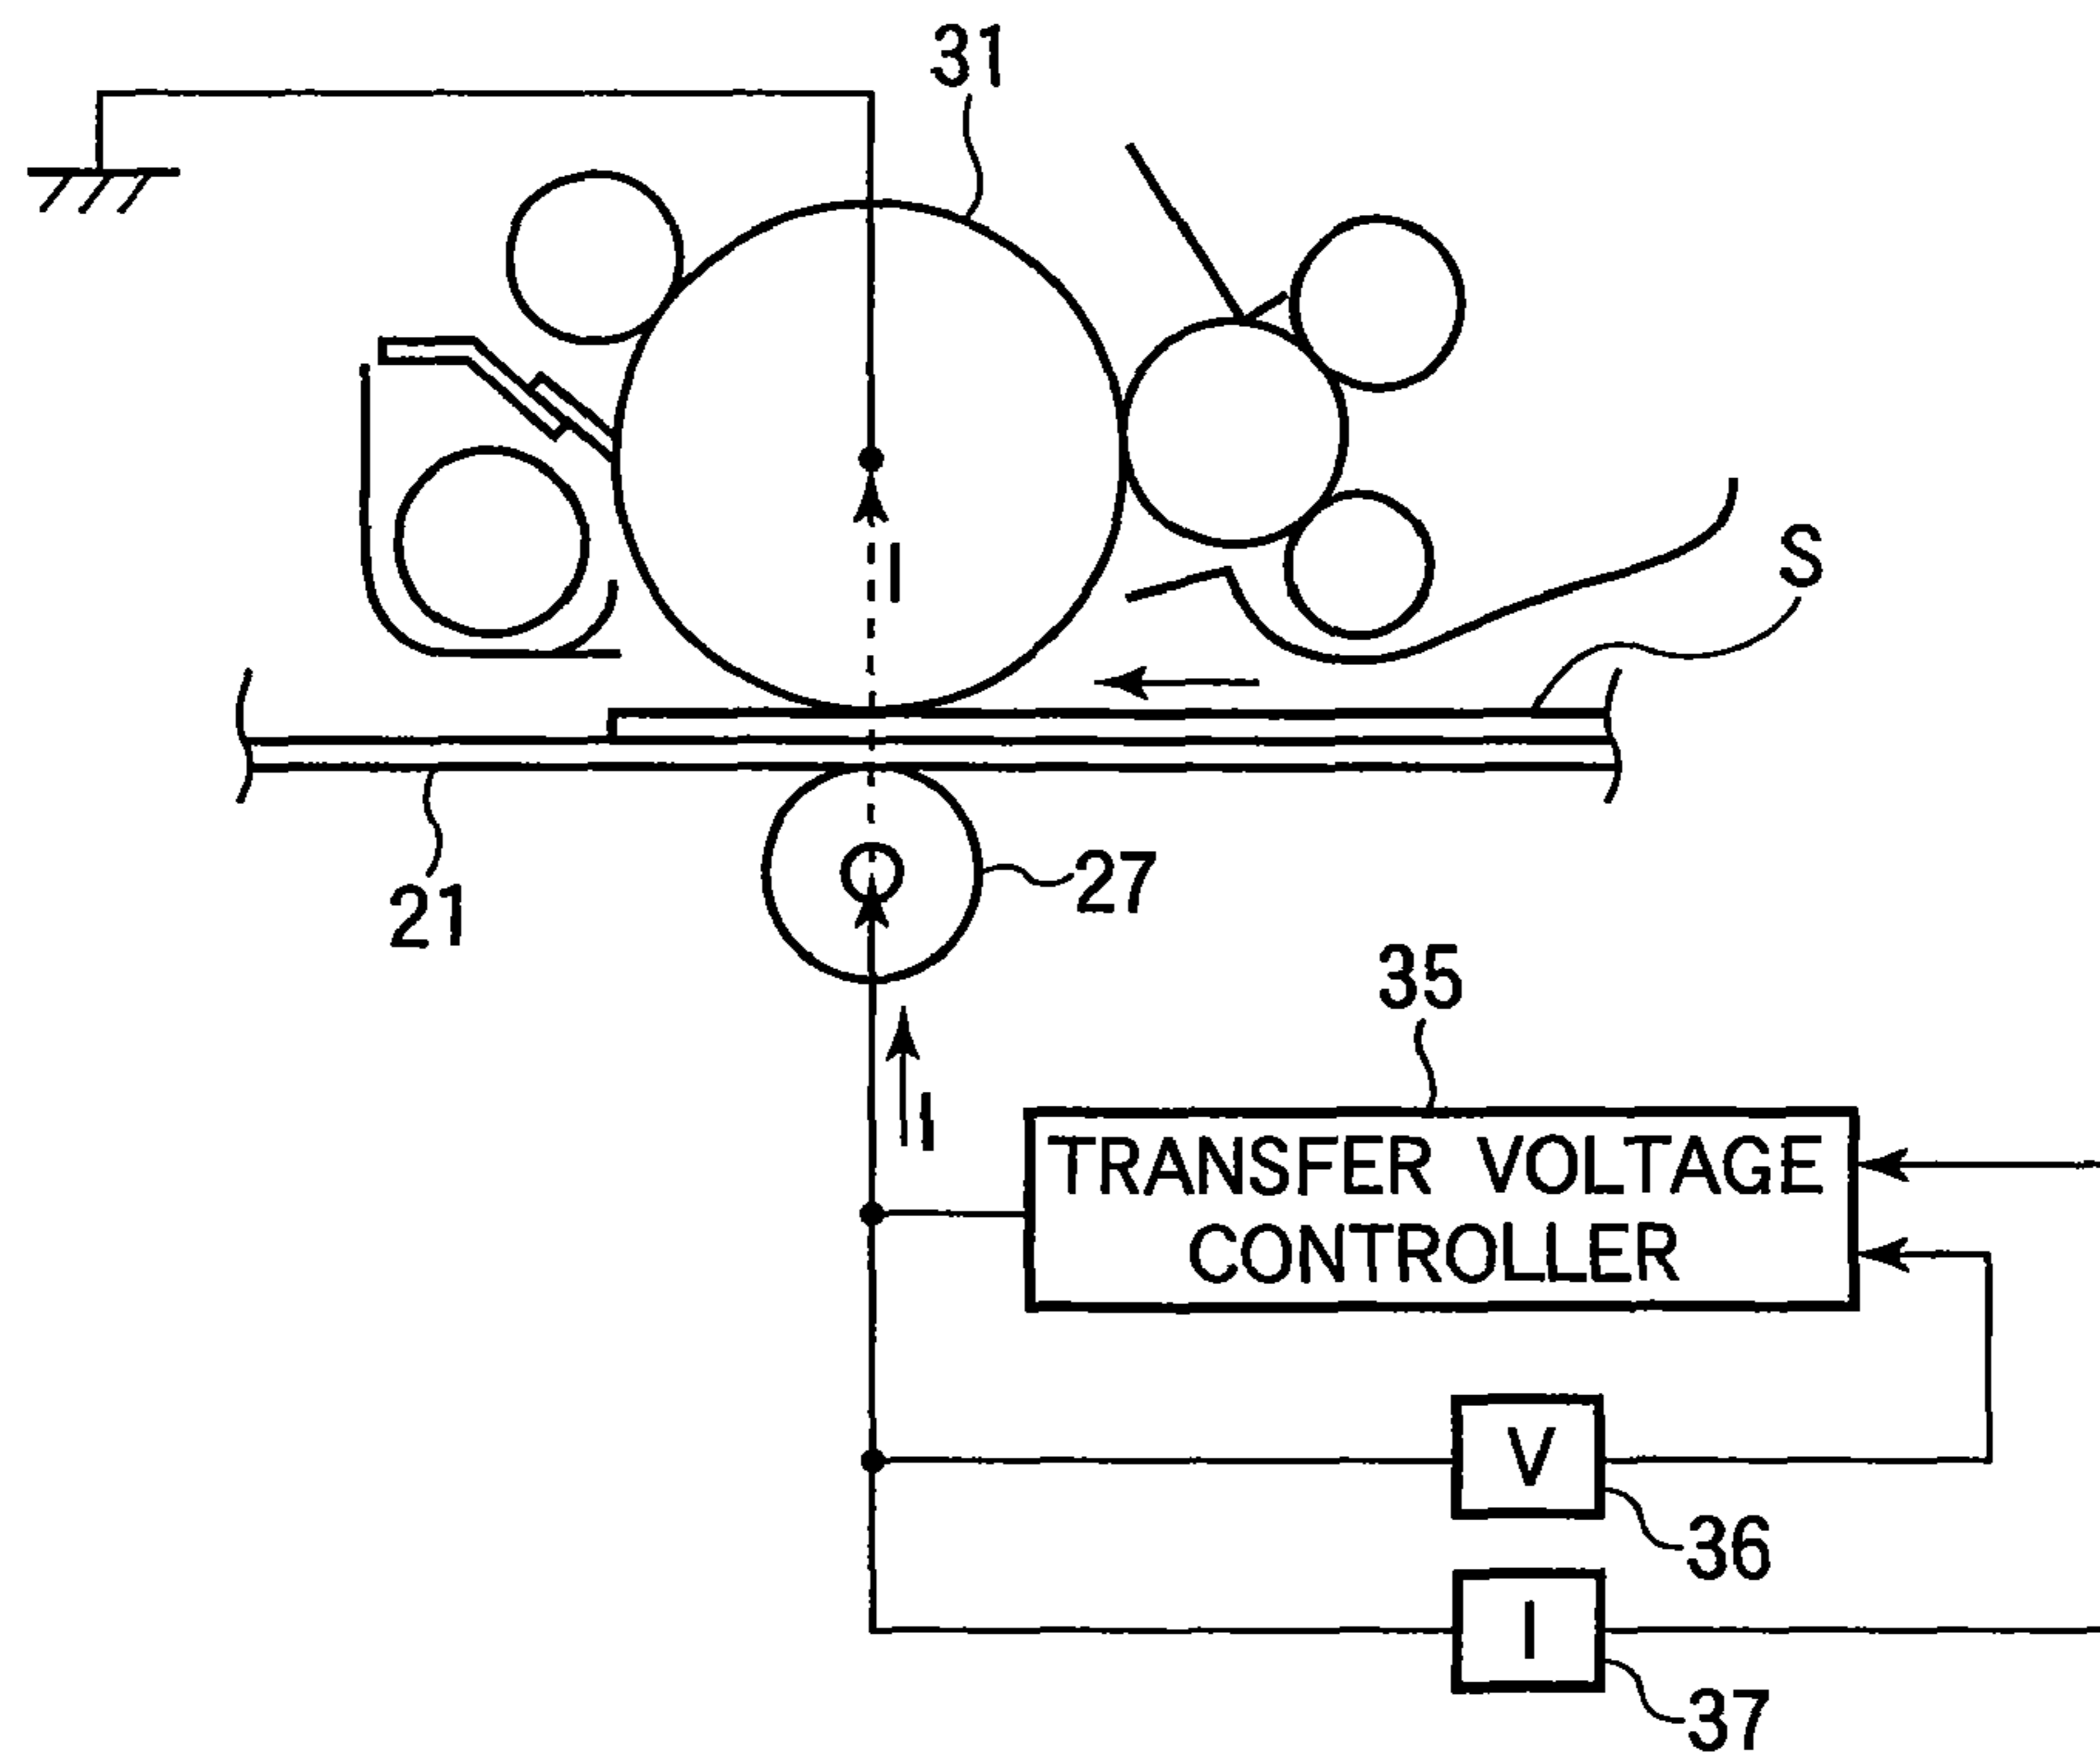 31
I
S
21
27
35
I
TRANSFER VOLTAGE
CONTROLLER
V
36
I
37